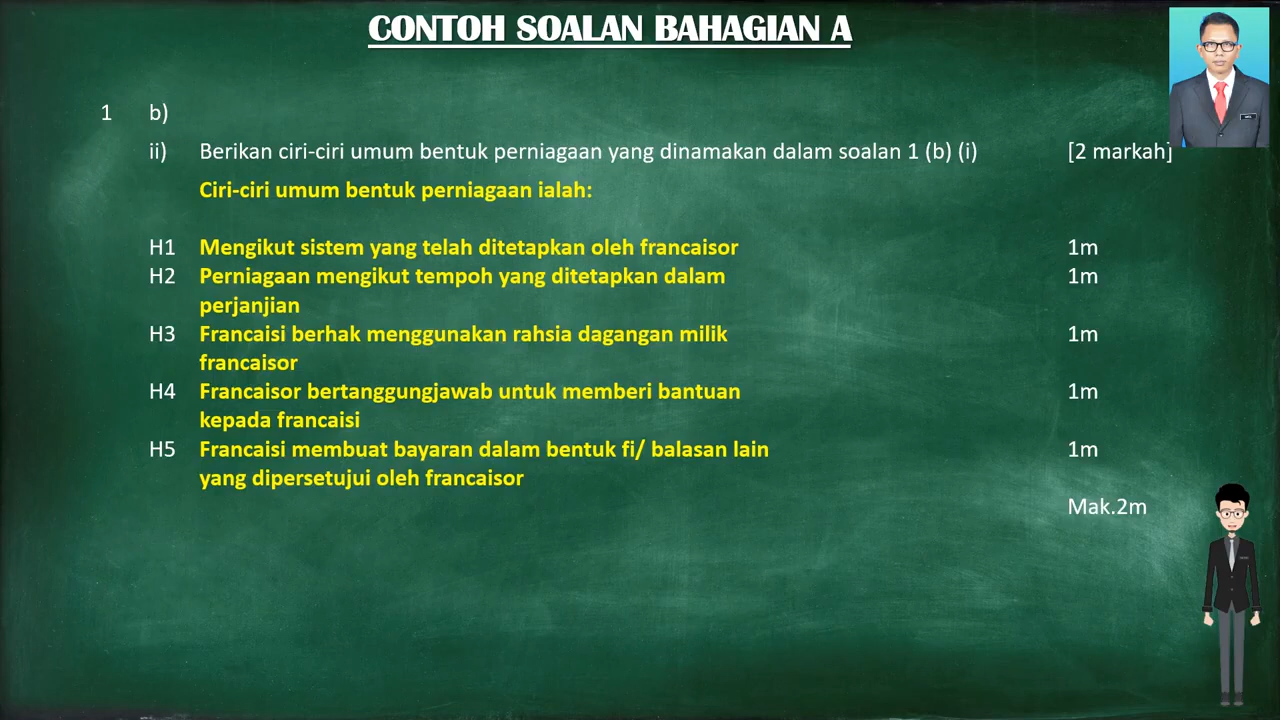 CONTOH SOALAN BAHAGIAN A
1 b)
ii) Berikan ciri-ciri umum bentuk perniagaan yang dinamakan dalam soalan 1 (b) (i) [2 markah]
Ciri-ciri umum bentuk perniagaan ialah:
H1 Mengikut sistem yang telah ditetapkan oleh francaisor 1m
H2 Perniagaan mengikut tempoh yang ditetapkan dalam 1m
perjanjian
H3 Francaisi berhak menggunakan rahsia dagangan milik 1m
francaisor
H4 Francaisor bertanggungjawab untuk memberi bantuan 1m
kepada francaisi
H5 Francaisi membuat bayaran dalam bentuk fi/ balasan lain 1m
yang dipersetujui oleh francaisor
Mak.2m